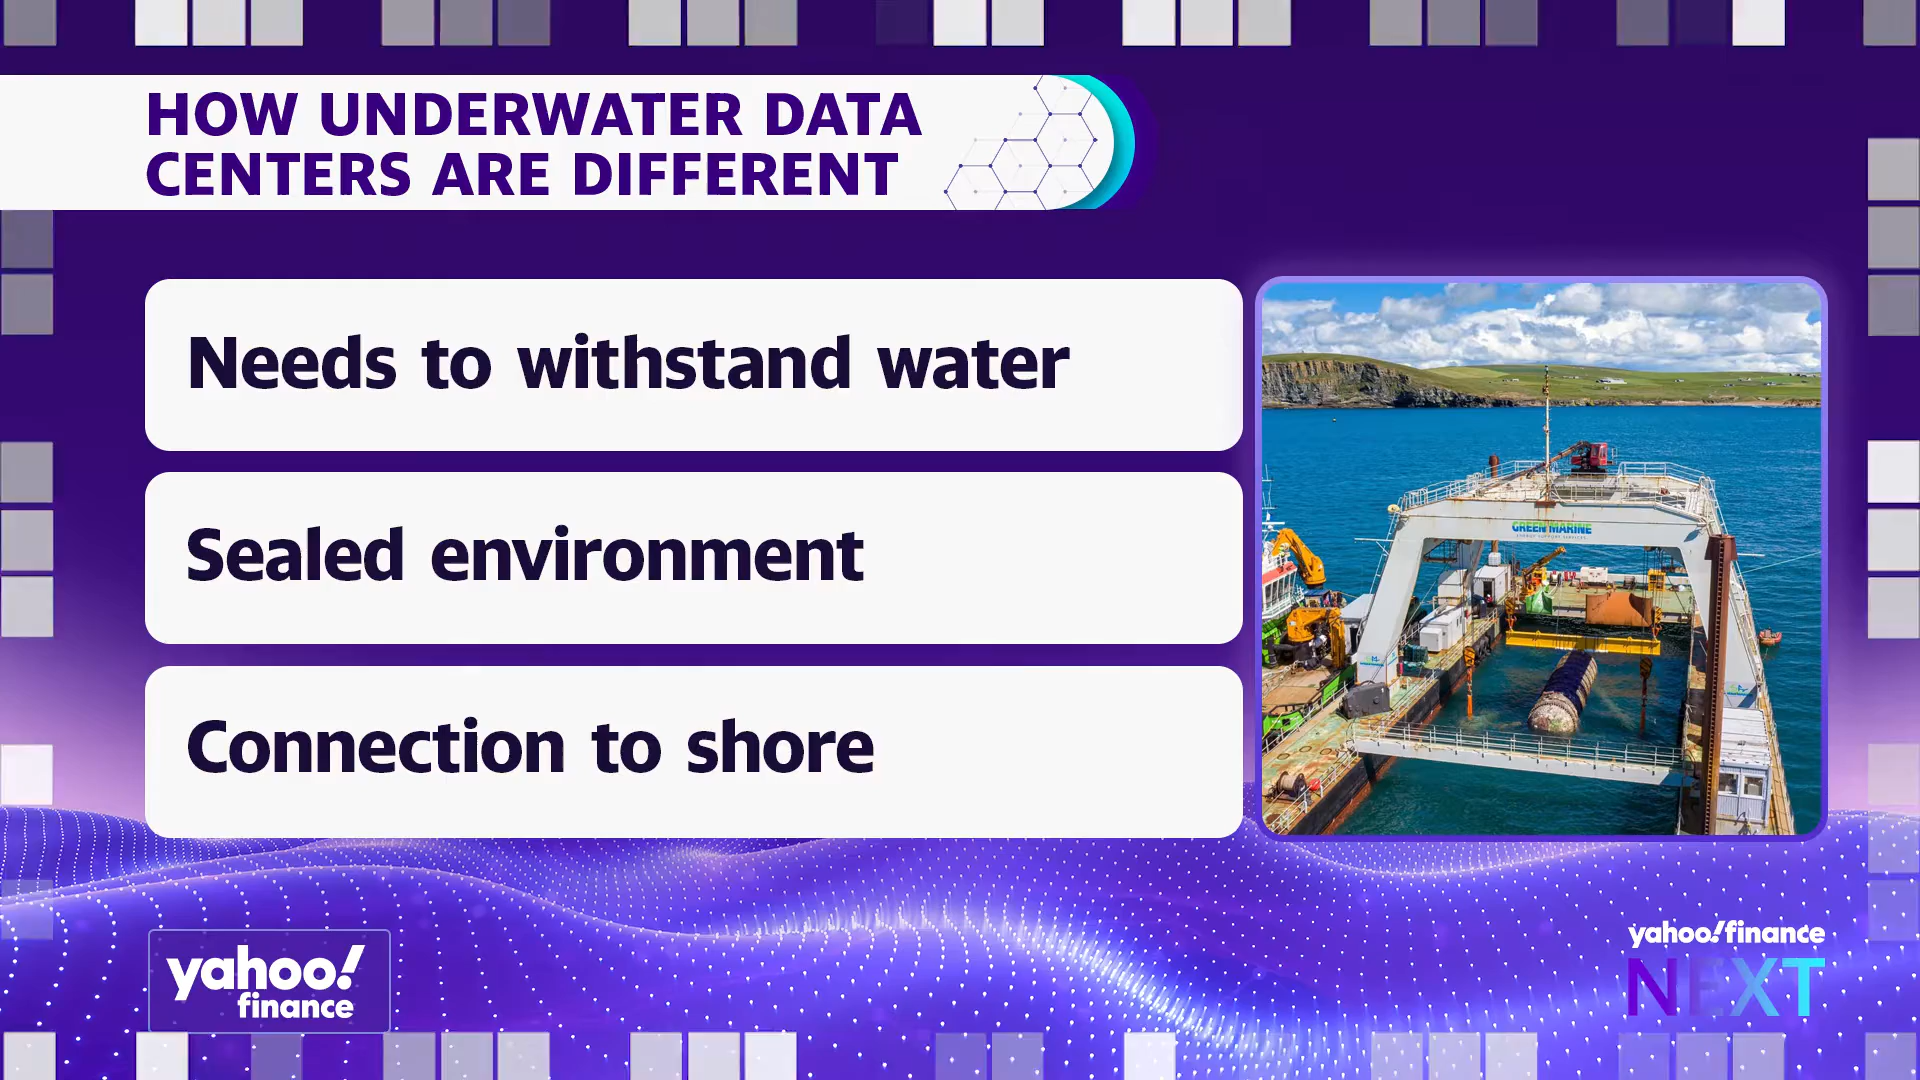 HOW UNDERWATER DATA
CENTERS ARE DIFFERENT
Needs to withstand water
Sealed environment
Connection to shore
GREEN MARINE
yahoo!
finance
yahoo!finance
NEXT